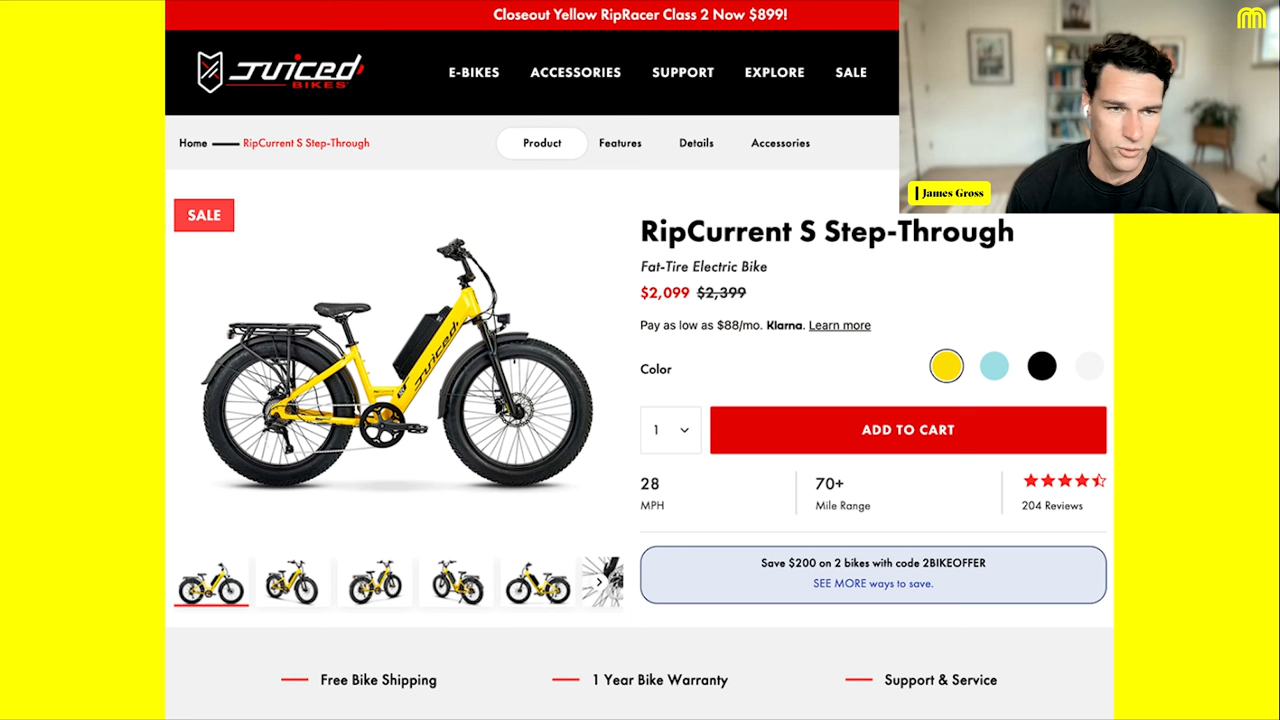 Closeout Yellow RipRacer Class 2 Now $899!
JUICED BIKES
E-BIKES ACCESSORIES SUPPORT EXPLORE SALE
James Gross
Home RipCurrent S Step-Through
Product Features Details Accessories
SALE
Juiced
RipCurrent S Step-Through
Fat-Tire Electric Bike
$2,099 $2,399
Pay as low as $88/mo. Klarna. Learn more
Color
1
ADD TO CART
28
MPH
70+
Mile Range
204 Reviews
Save $200 on 2 bikes with code 2BIKEOFFER
SEE MORE ways to save.
Free Bike Shipping
1 Year Bike Warranty
Support & Service